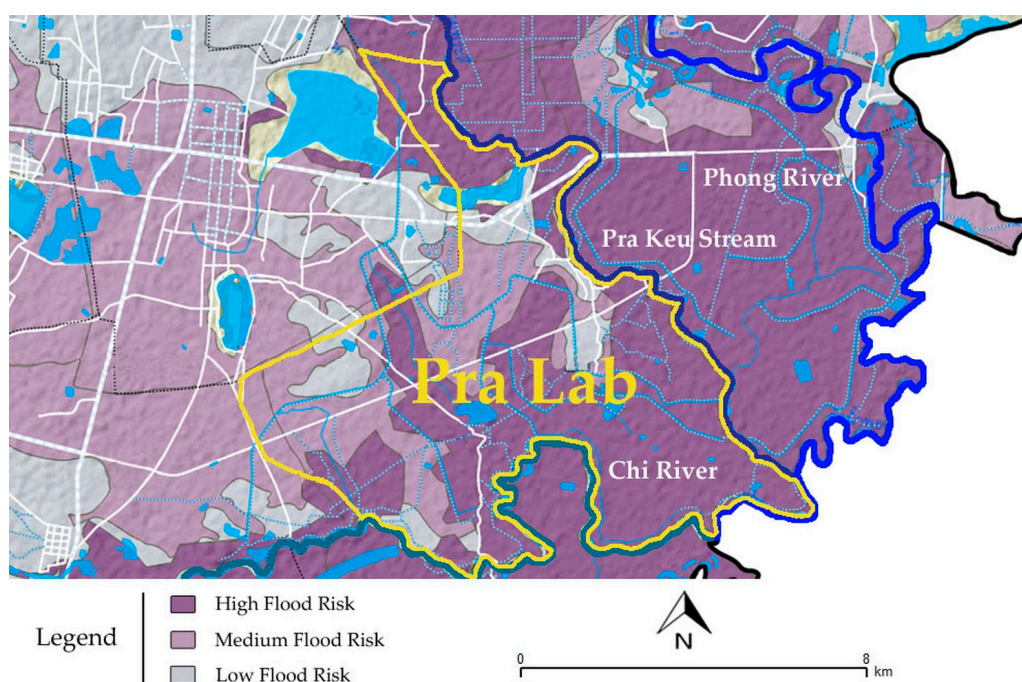 Phong River
Pra Keu Stream
Pra Lab
Chi River
Legend
High Flood Risk
Medium Flood Risk
Low Flood Risk
N
0
8
km